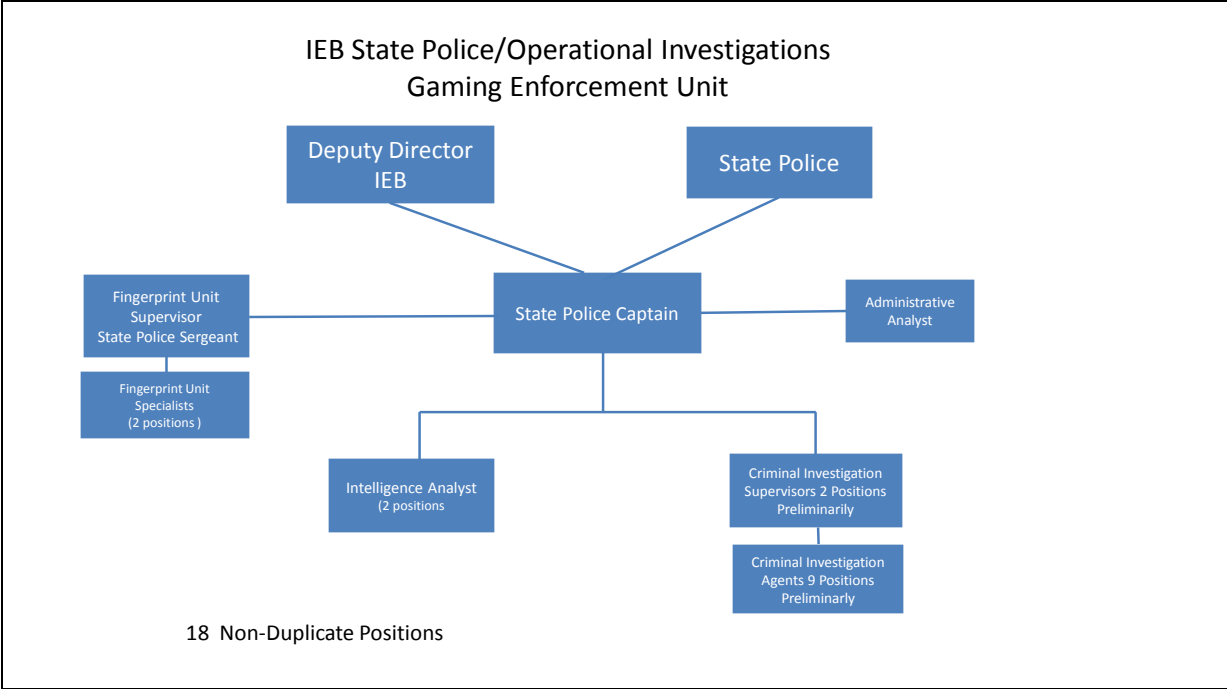 IEB State Police/Operational Investigations
Gaming Enforcement Unit
Deputy Director
IEB
State Police
Fingerprint Unit
Supervisor
State Police Sergeant
State Police Captain
Administrative
Analyst
Fingerprint Unit
Specialists
(2 positions )
Intelligence Analyst
(2 positions
Criminal Investigation
Supervisors 2 Positions
Preliminarily
Criminal Investigation
Agents 9 Positions
Preliminarly
18  Non-Duplicate Positions